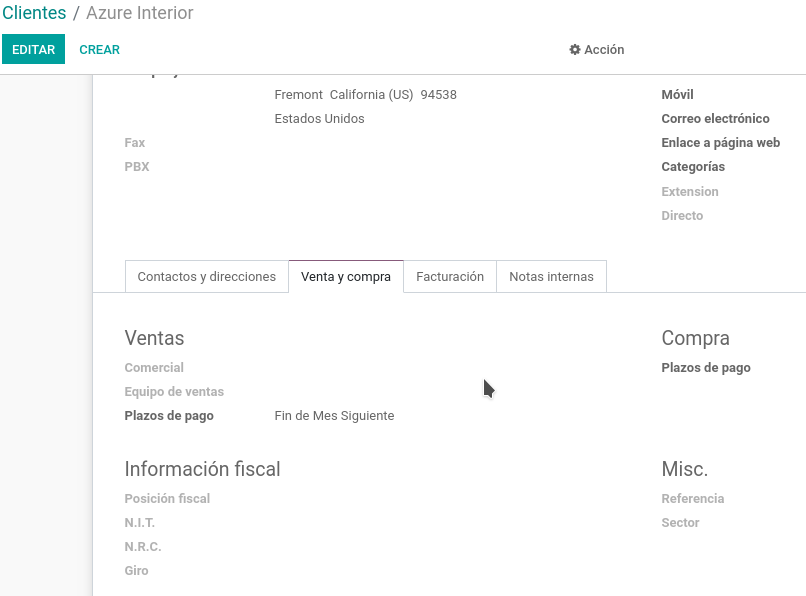 Clientes / Azure Interior
EDITAR CREAR Acción
Fremont California (US) 94538 Móvil
Estados Unidos Correo electrónico
Fax Enlace a página web
PBX Categorías
Extension
Directo
Contactos y direcciones Venta y compra Facturación Notas internas
Ventas Compra
Comercial Plazos de pago
Equipo de ventas
Plazos de pago Fin de Mes Siguiente
Información fiscal Misc.
Posición fiscal Referencia
N.I.T. Sector
N.R.C.
Giro